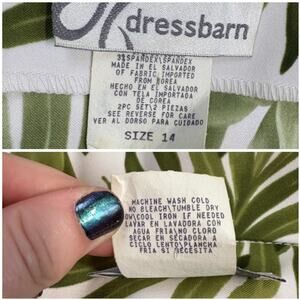 dressbarn
3%SPANDEX\SPANDEX
MADE IN EL SALVADOR
OF FABRIC IMPORTED
FROM KOREA
HECHO EN EL SALVADOR
CON TELA IMPORTADA
DE COREA
2PC SET\2 PIEZAS
SEE REVERSE FOR CARE
VER AL DORSO PARA CUIDADO
SIZE 14
MACHINE WASH COLD
NO BLEACH\TUMBLE DRY
LOW\COOL IRON IF NEEDED
LAVAR EN LAVADORA CON
AGUA FRIA\NO CLORO
SECAR EN SECADORA A
CICLO LENTO\PLANCHA
FRIA SI NECESITA